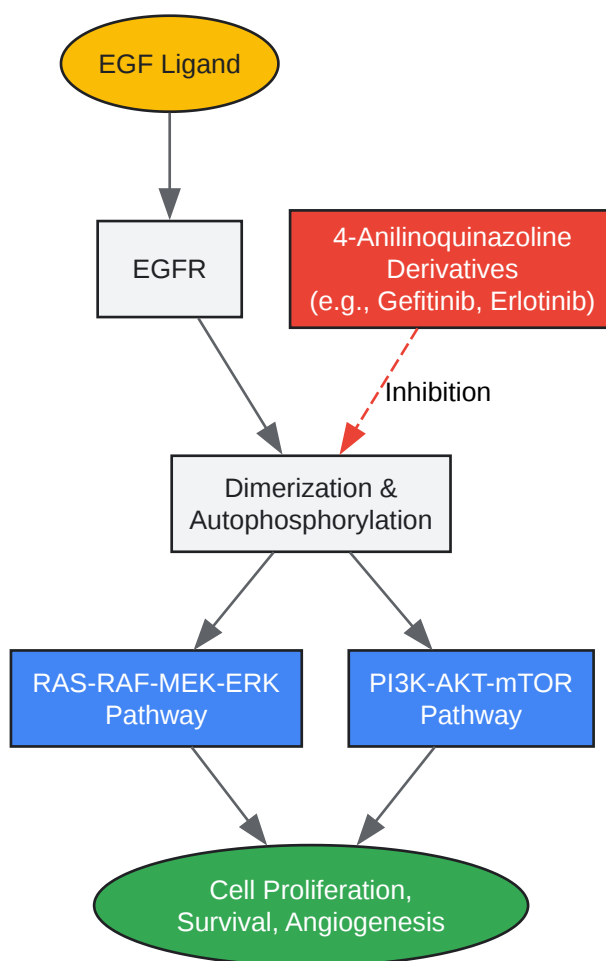 EGF Ligand
EGFR
4-Anilinoquinazoline
Derivatives
(e.g., Gefitinib, Erlotinib)
Inhibition
Dimerization &
Autophosphorylation
RAS-RAF-MEK-ERK
Pathway
PI3K-AKT-mTOR
Pathway
Cell Proliferation,
Survival, Angiogenesis